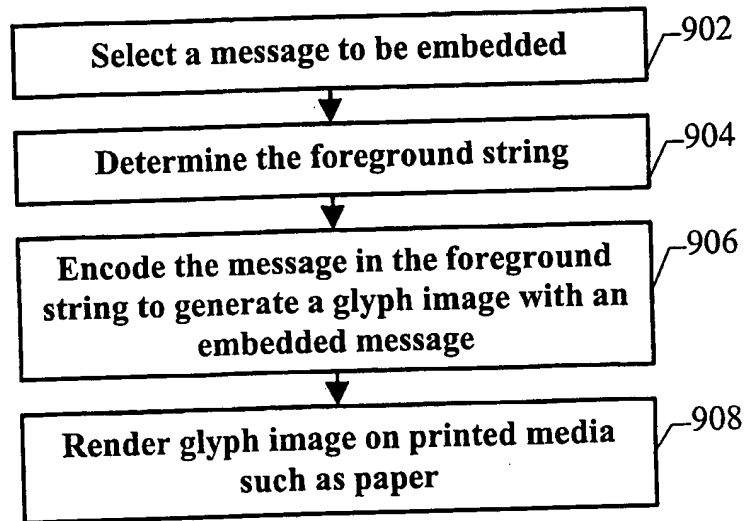 Select a message to be embedded
902
Determine the foreground string
904
Encode the message in the foreground
string to generate a glyph image with an
embedded message
906
Render glyph image on printed media
such as paper
908